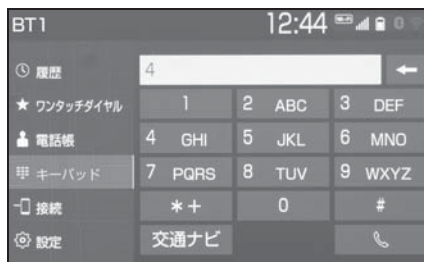 BT1 12:44
履歴 4
ワンタッチダイヤル 1 2 ABC 3 DEF
電話帳 4 GHI 5 JKL 6 MNO
キーパッド 7 PQRS 8 TUV 9 WXYZ
接続 *+ 0 #
設定 交通ナビ